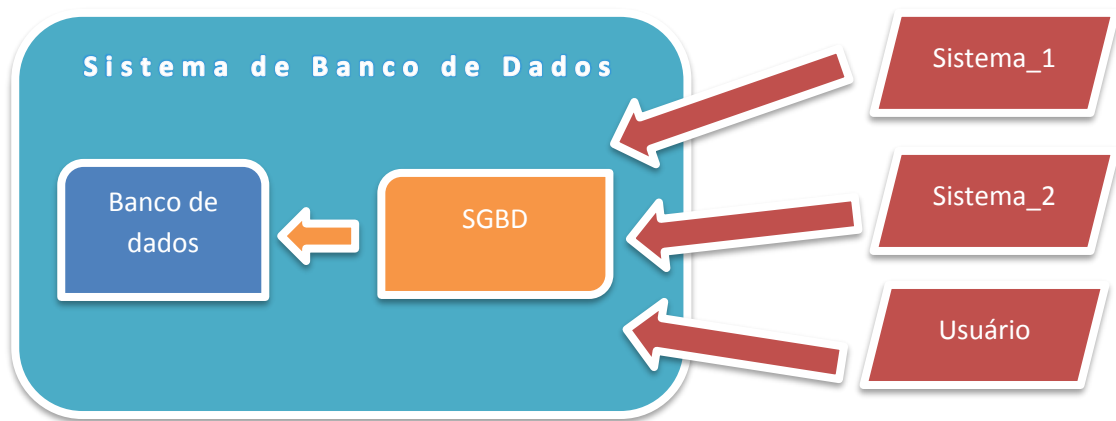 Sistema de Banco de Dados
Sistema_1
Banco de
dados
SGBD
Sistema_2
Usuário